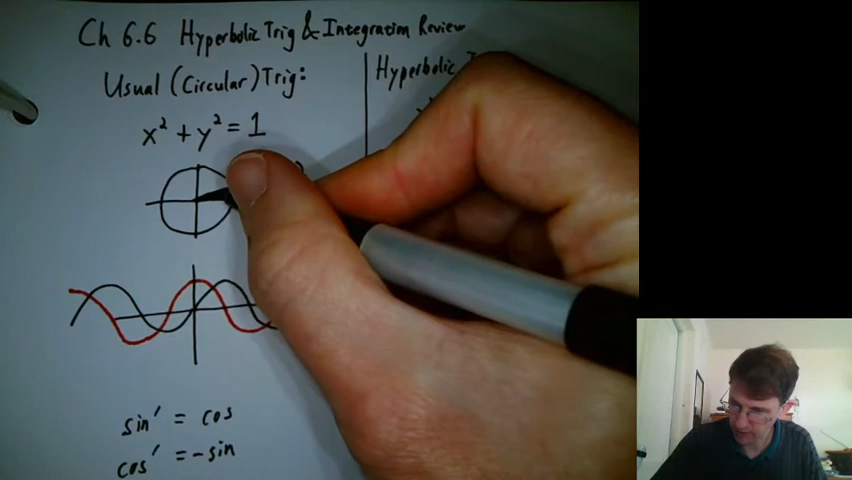 Ch 6.6 Hyperbolic Trig & Integration Review
Usual (Circular) Trig:
x² + y² = 1
sin' = cos
cos' = -sin
Hyperbolic